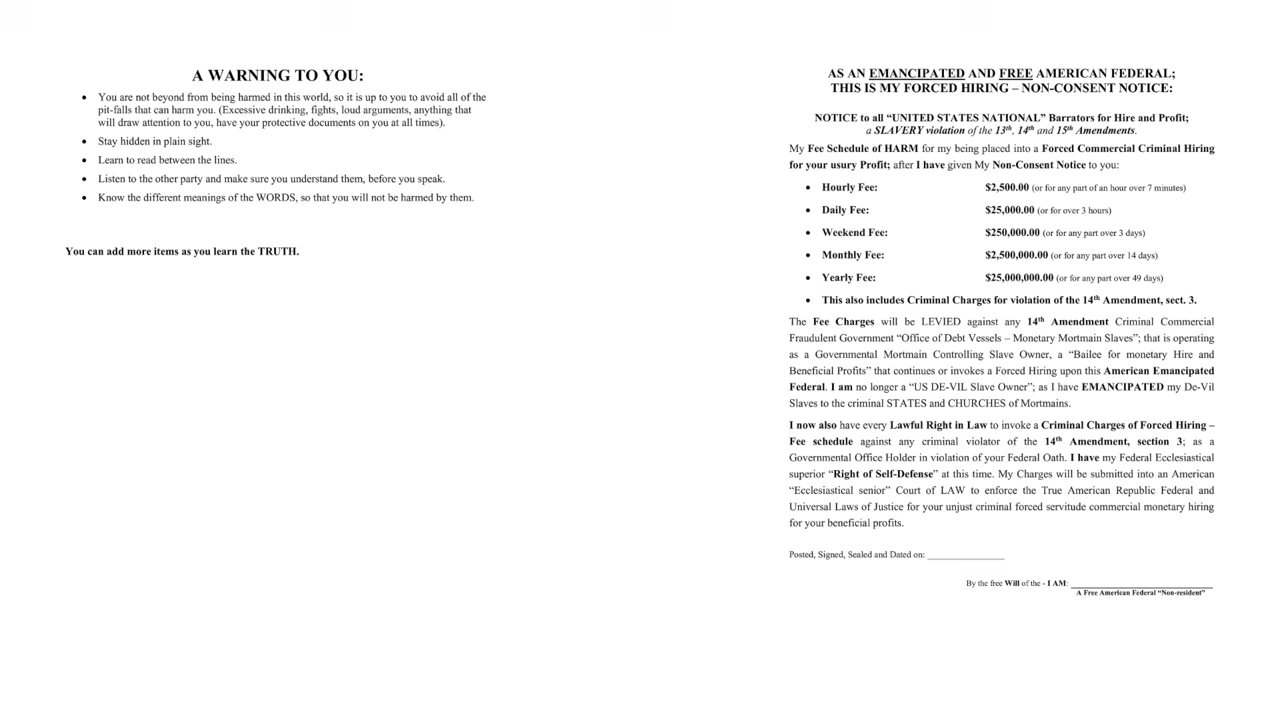 A WARNING TO YOU:
• You are not beyond from being harmed in this world, so it is up to you to avoid all of the
pit-falls that can harm you. (Excessive drinking, fights, loud arguments, anything that
will draw attention to you, have your protective documents on you at all times).
• Stay hidden in plain sight.
• Learn to read between the lines.
• Listen to the other party and make sure you understand them, before you speak.
• Know the different meanings of the WORDS, so that you will not be harmed by them.
You can add more items as you learn the TRUTH.
AS AN EMANCIPATED AND FREE AMERICAN FEDERAL;
THIS IS MY FORCED HIRING – NON-CONSENT NOTICE:
NOTICE to all “UNITED STATES NATIONAL” Barrators for Hire and Profit;
a SLAVERY violation of the 13th, 14th and 15th Amendments.
My Fee Schedule of HARM for my being placed into a Forced Commercial Criminal Hiring
for your usury Profit; after I have given My Non-Consent Notice to you:
• Hourly Fee: $2,500.00 (or for any part of an hour over 7 minutes)
• Daily Fee: $25,000.00 (or for over 3 hours)
• Weekend Fee: $250,000.00 (or for any part over 3 days)
• Monthly Fee: $2,500,000.00 (or for any part over 14 days)
• Yearly Fee: $25,000,000.00 (or for any part over 49 days)
• This also includes Criminal Charges for violation of the 14th Amendment, sect. 3.
The Fee Charges will be LEVIED against any 14th Amendment Criminal Commercial
Fraudulent Government “Office of Debt Vessels – Monetary Mortmain Slaves”; that is operating
as a Governmental Mortmain Controlling Slave Owner, a “Bailee for monetary Hire and
Beneficial Profits” that continues or invokes a Forced Hiring upon this American Emancipated
Federal. I am no longer a “US DE-VIL Slave Owner”; as I have EMANCIPATED my De-Vil
Slaves to the criminal STATES and CHURCHES of Mortmains.
I now also have every Lawful Right in Law to invoke a Criminal Charges of Forced Hiring –
Fee schedule against any criminal violator of the 14th Amendment, section 3; as a
Governmental Office Holder in violation of your Federal Oath. I have my Federal Ecclesiastical
superior “Right of Self-Defense” at this time. My Charges will be submitted into an American
“Ecclesiastical senior” Court of LAW to enforce the True American Republic Federal and
Universal Laws of Justice for your unjust criminal forced servitude commercial monetary hiring
for your beneficial profits.
Posted, Signed, Sealed and Dated on: _________________
By the free Will of the - I AM: _________________
A Free American Federal “Non-resident”